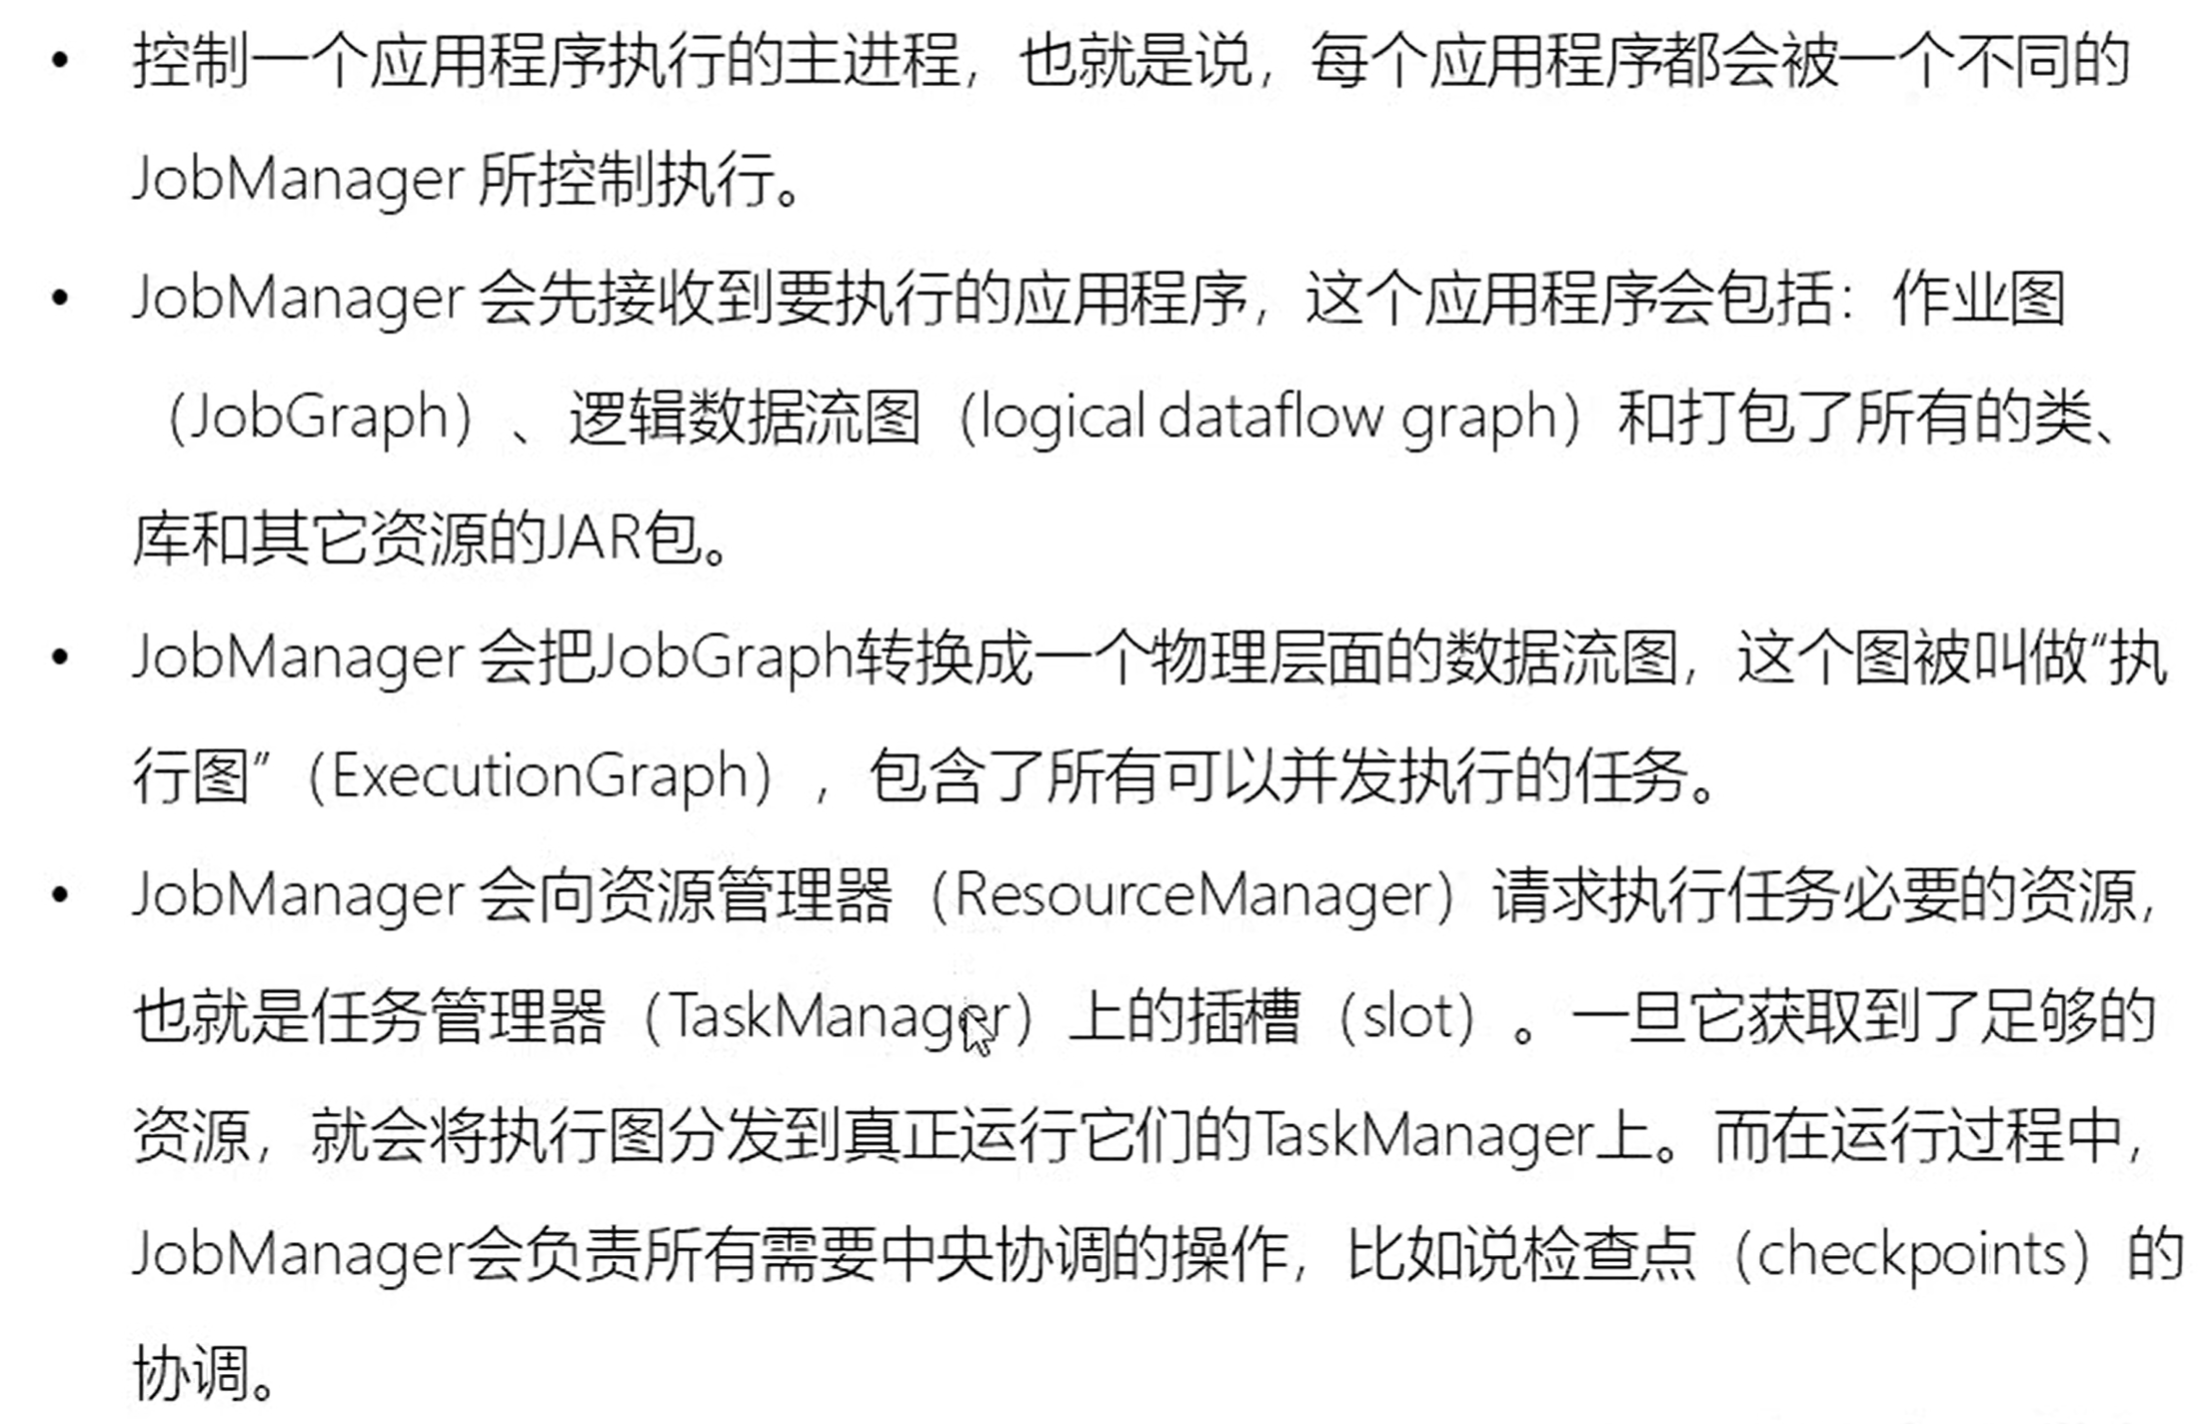 • 控制一个应用程序执行的主进程，也就是说，每个应用程序都会被一个不同的
JobManager 所控制执行。
• JobManager 会先接收到要执行的应用程序，这个应用程序会包括：作业图
（JobGraph）、逻辑数据流图（logical dataflow graph）和打包了所有的类、
库和其它资源的JAR包。
• JobManager 会把JobGraph转换成一个物理层面的数据流图，这个图被叫做“执
行图”（ExecutionGraph），包含了所有可以并发执行的任务。
• JobManager 会向资源管理器（ResourceManager）请求执行任务必要的资源，
也就是任务管理器（TaskManager）上的插槽（slot）。一旦它获取到了足够的
资源，就会将执行图分发到真正运行它们的TaskManager上。而在运行过程中，
JobManager会负责所有需要中央协调的操作，比如说检查点（checkpoints）的
协调。